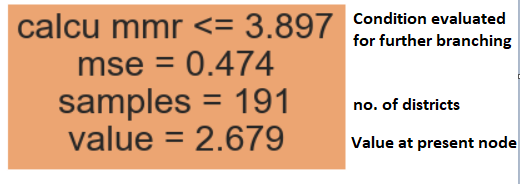 calcu mmr <= 3.897
mse = 0.474
samples = 191
value = 2.679
Condition evaluated
for further branching
no. of districts
Value at present node